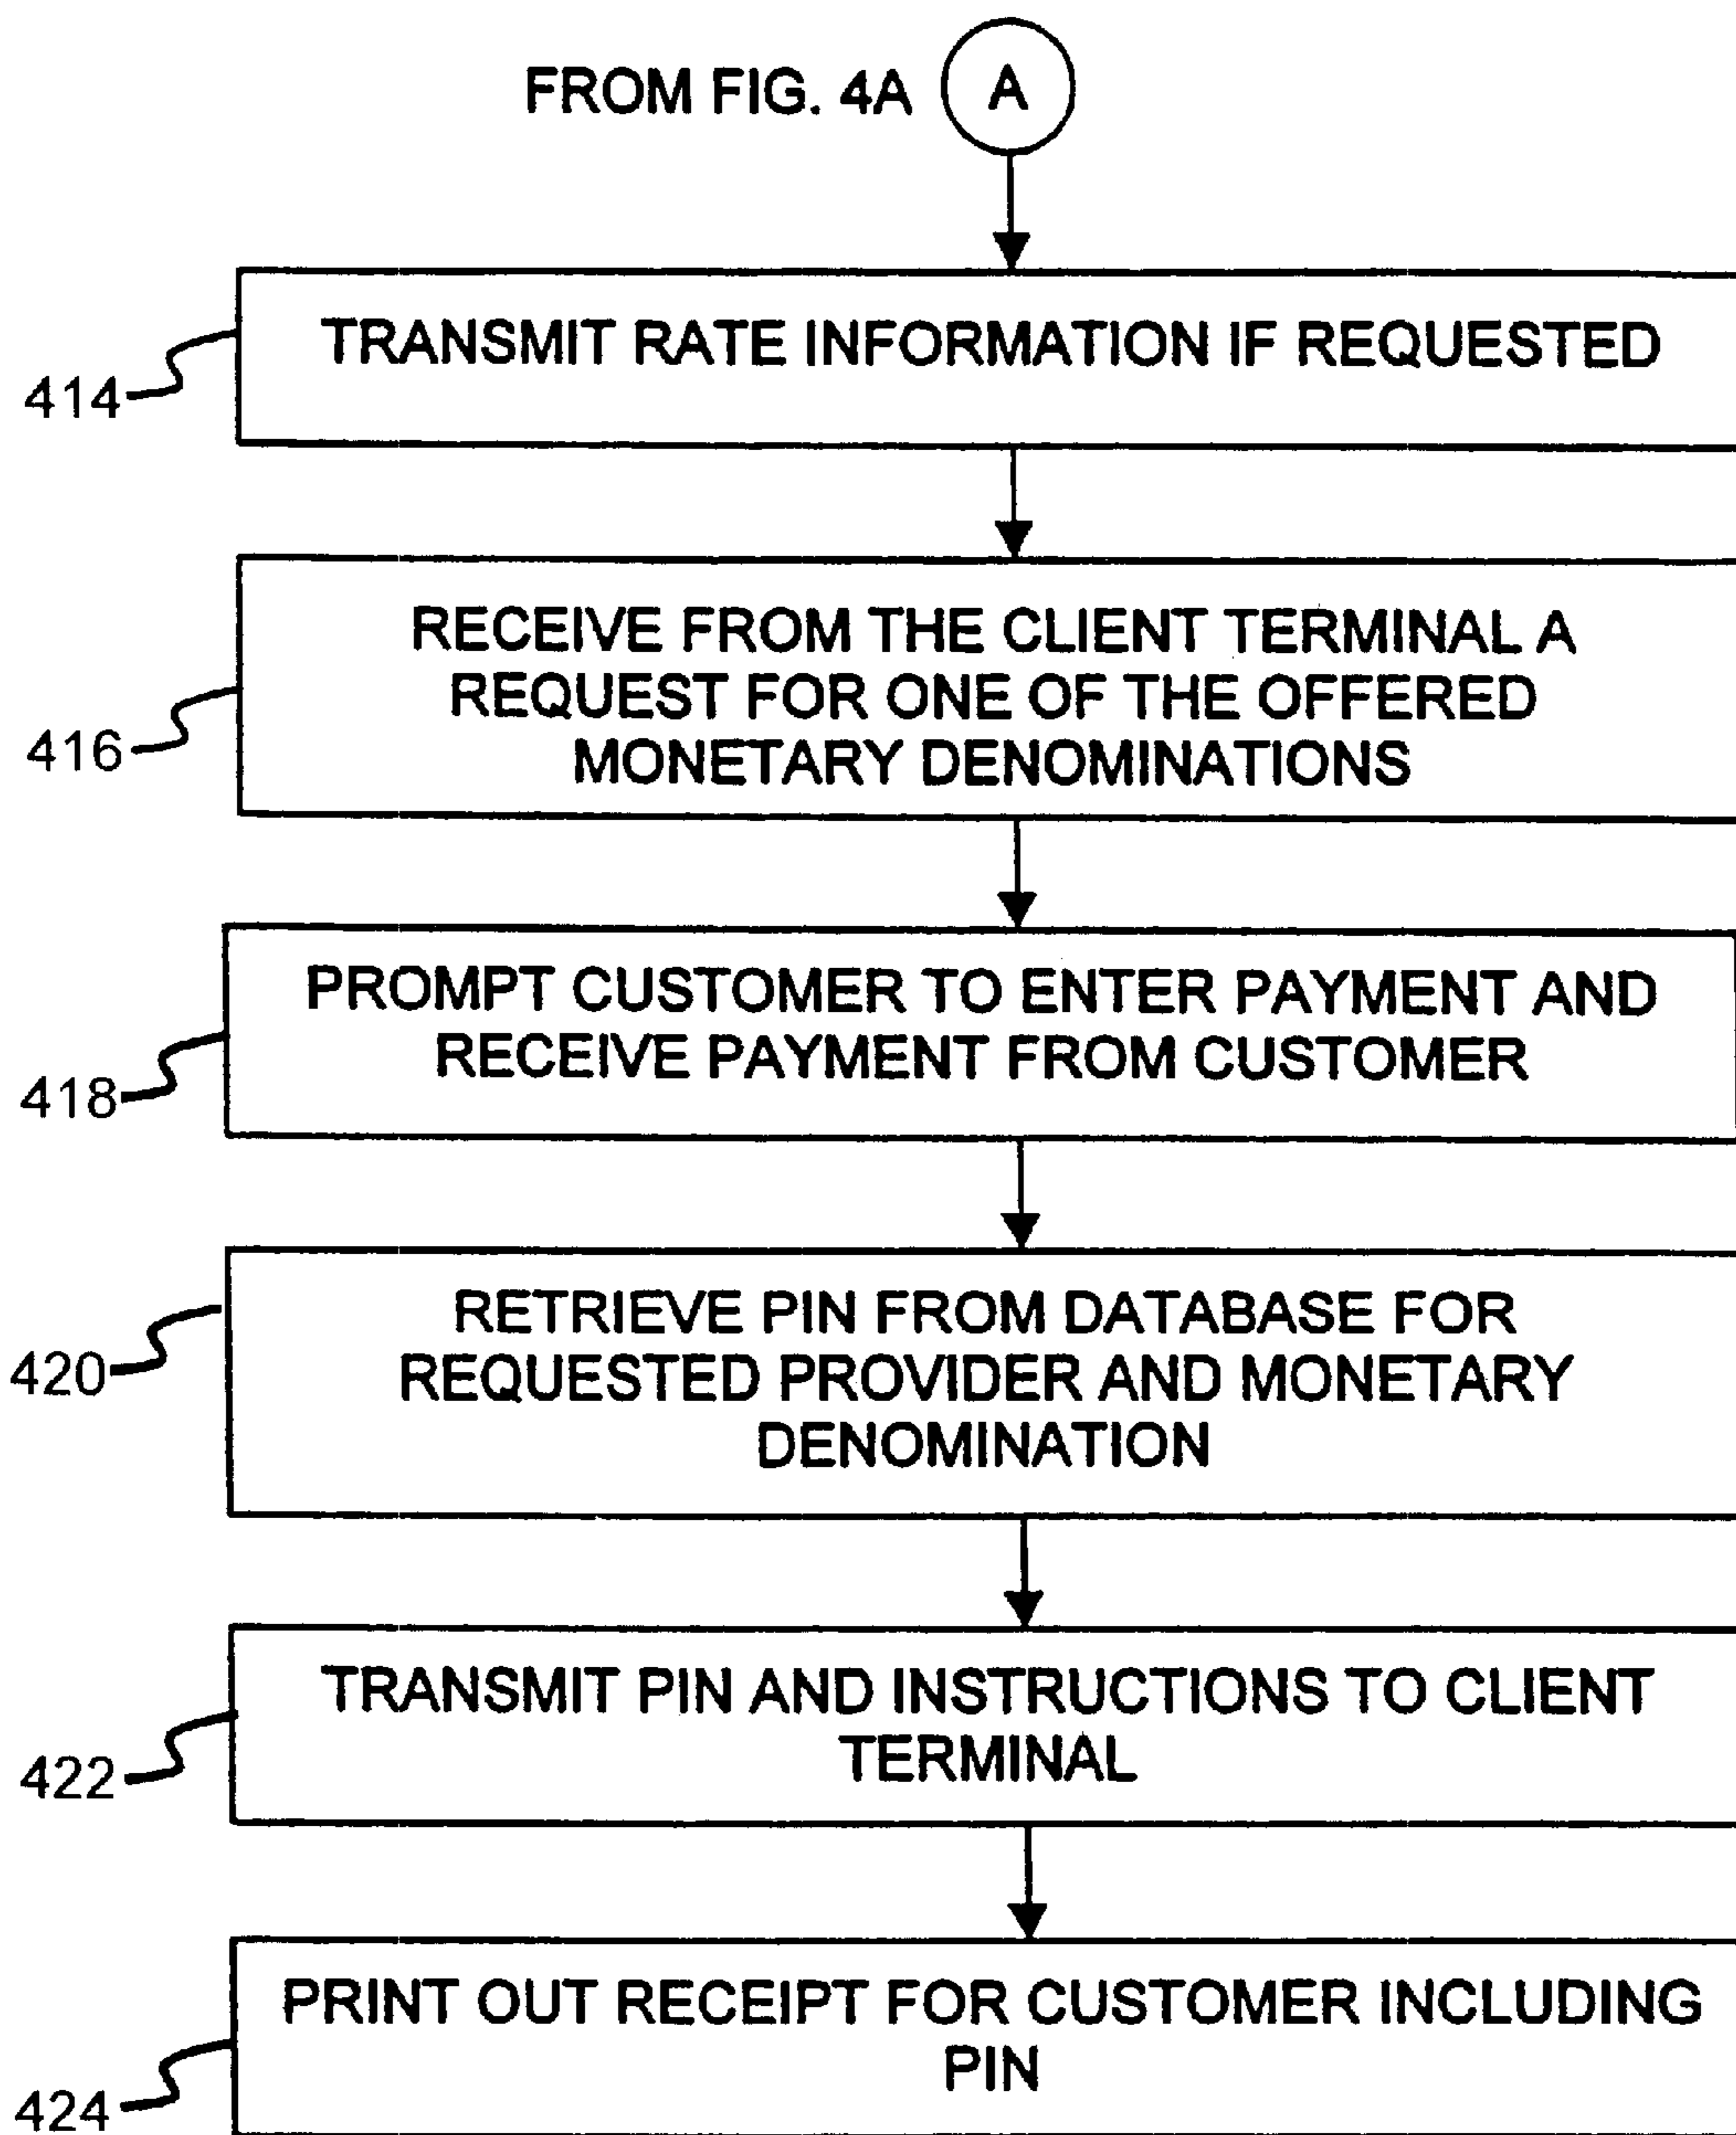 FROM FIG. 4A
A
TRANSMIT RATE INFORMATION IF REQUESTED
414
RECEIVE FROM THE CLIENT TERMINAL A
REQUEST FOR ONE OF THE OFFERED
MONETARY DENOMINATIONS
416
PROMPT CUSTOMER TO ENTER PAYMENT AND
RECEIVE PAYMENT FROM CUSTOMER
418
RETRIEVE PIN FROM DATABASE FOR
REQUESTED PROVIDER AND MONETARY
DENOMINATION
420
TRANSMIT PIN AND INSTRUCTIONS TO CLIENT
TERMINAL
422
PRINT OUT RECEIPT FOR CUSTOMER INCLUDING
PIN
424